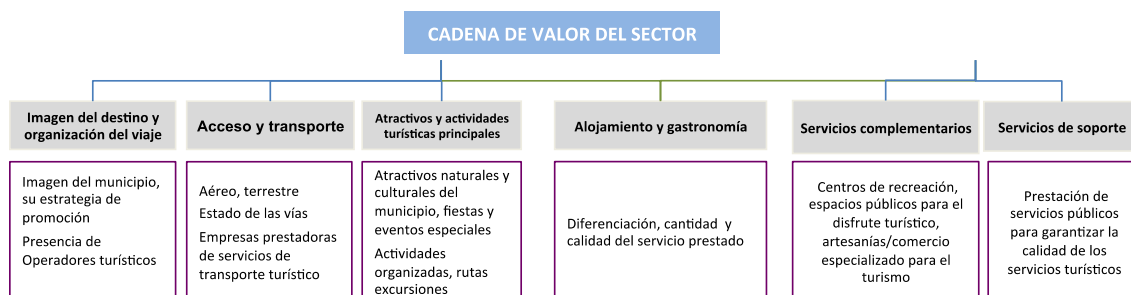 CADENA DE VALOR DEL SECTOR
Imagen del destino y
organización del viaje
Imagen del municipio,
su estrategia de
promoción
Presencia de
Operadores turísticos
Acceso y transporte
Aéreo, terrestre
Estado de las vías
Empresas prestadoras
de servicios de
transporte turístico
Atractivos y actividades
turísticas principales
Atractivos naturales y
culturales del
municipio, fiestas y
eventos especiales
Actividades
organizadas, rutas
excursiones
Alojamiento y gastronomía
Diferenciación, cantidad y
calidad del servicio prestado
Servicios complementarios
Centros de recreación,
espacios públicos para el
disfrute turístico,
artesanías/comercio
especializado para el
turismo
Servicios de soporte
Prestación de
servicios públicos
para garantizar la
calidad de los
servicios turísticos